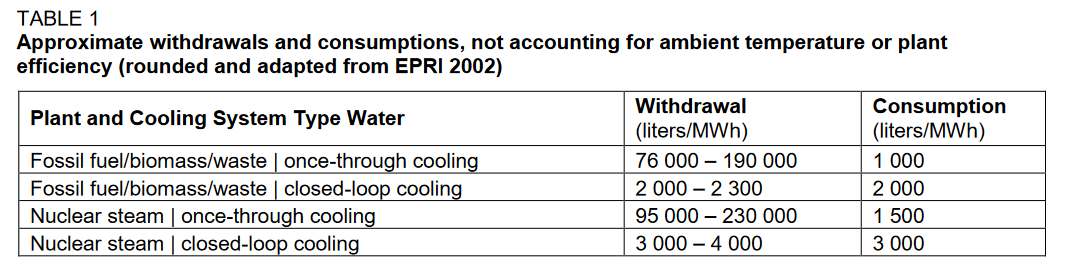 TABLE 1
Approximate withdrawals and consumptions, not accounting for ambient temperature or plant
efficiency (rounded and adapted from EPRI 2002)
Plant and Cooling System Type Water
Withdrawal
(liters/MWh)
Consumption
(liters/MWh)
Fossil fuel/biomass/waste | once-through cooling 76 000 – 190 000 1 000
Fossil fuel/biomass/waste | closed-loop cooling 2 000 – 2 300 2 000
Nuclear steam | once-through cooling 95 000 – 230 000 1 500
Nuclear steam | closed-loop cooling 3 000 – 4 000 3 000